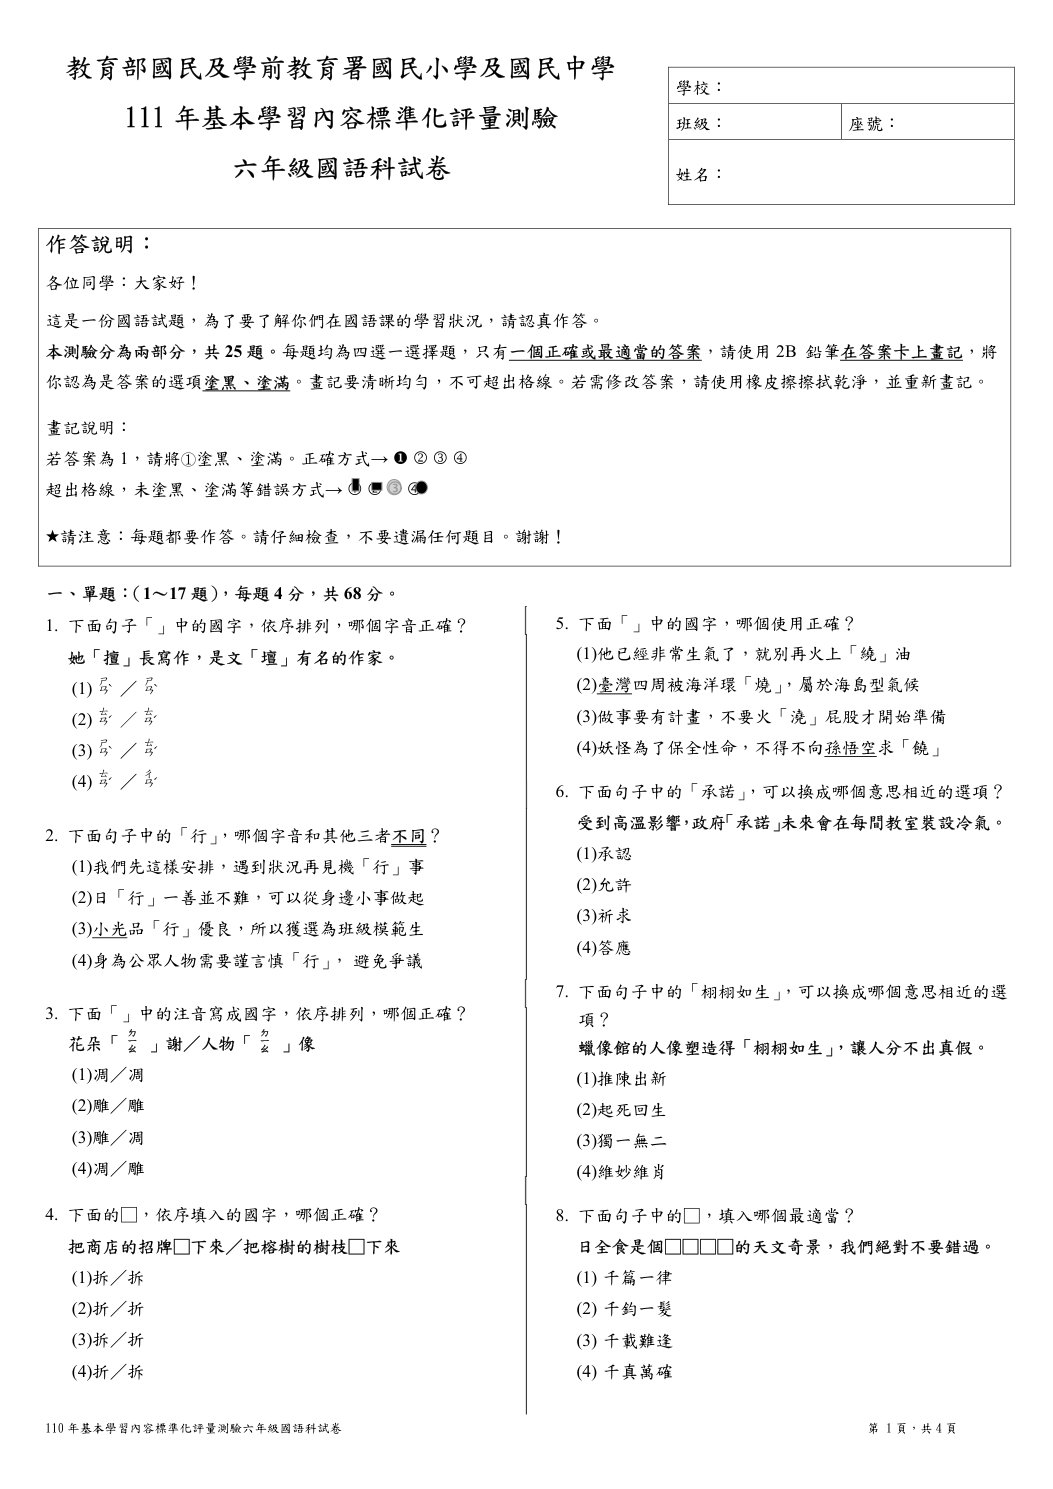 教育部國民及學前教育署國民小學及國民中學
111 年基本學習內容標準化評量測驗
六年級國語科試卷
學校：
班級：
座號：
姓名：
作答說明：
各位同學：大家好！
這是一份國語試題，為了要了解你們在國語課的學習狀況，請認真作答。
本測驗分為兩部分，共 25 題。每題均為四選一選擇題，只有一個正確或最適當的答案，請使用 2B 鉛筆在答案卡上畫記，將
你認為是答案的選項塗黑、塗滿。畫記要清晰均勻，不可超出格線。若需修改答案，請使用橡皮擦擦拭乾淨，並重新畫記。
畫記說明：
若答案為 1，請將①塗黑、塗滿。正確方式→ ❶ ② ③ ④
超出格線，未塗黑、塗滿等錯誤方式→
★請注意：每題都要作答。請仔細檢查，不要遺漏任何題目。謝謝！
一、單題：（1～17 題），每題 4 分，共 68 分。
1. 下面句子「」中的國字，依序排列，哪個字音正確？
她「擅」長寫作，是文「壇」有名的作家。
(1) ㄕㄢˋ ／ ㄕㄢˋ
(2) ㄊㄢˊ ／ ㄊㄢˊ
(3) ㄕㄢˋ ／ ㄊㄢˊ
(4) ㄊㄢˊ ／ ㄔㄢˊ
2. 下面句子中的「行」，哪個字音和其他三者不同？
(1)我們先這樣安排，遇到狀況再見機「行」事
(2)日「行」一善並不難，可以從身邊小事做起
(3)小光品「行」優良，所以獲選為班級模範生
(4)身為公眾人物需要謹言慎「行」， 避免爭議
3. 下面「」中的注音寫成國字，依序排列，哪個正確？
花朵「 ㄉㄧㄠ 」謝／人物「 ㄉㄧㄠ 」像
(1)凋／凋
(2)雕／雕
(3)雕／凋
(4)凋／雕
4. 下面的□，依序填入的國字，哪個正確？
把商店的招牌□下來／把榕樹的樹枝□下來
(1)拆／拆
(2)折／折
(3)拆／折
(4)折／拆
5. 下面「」中的國字，哪個使用正確？
(1)他已經非常生氣了，就別再火上「繞」油
(2)臺灣四周被海洋環「燒」，屬於海島型氣候
(3)做事要有計畫，不要火「澆」屁股才開始準備
(4)妖怪為了保全性命，不得不向孫悟空求「饒」
6. 下面句子中的「承諾」，可以換成哪個意思相近的選項？
受到高溫影響，政府「承諾」未來會在每間教室裝設冷氣。
(1)承認
(2)允許
(3)祈求
(4)答應
7. 下面句子中的「栩栩如生」，可以換成哪個意思相近的選
項？
蠟像館的人像塑造得「栩栩如生」，讓人分不出真假。
(1)推陳出新
(2)起死回生
(3)獨一無二
(4)維妙維肖
8. 下面句子中的□，填入哪個最適當？
日全食是個□□□□的天文奇景，我們絕對不要錯過。
(1) 千篇一律
(2) 千鈞一髮
(3) 千載難逢
(4) 千真萬確
110 年基本學習內容標準化評量測驗六年級國語科試卷
第 1 頁，共 4 頁